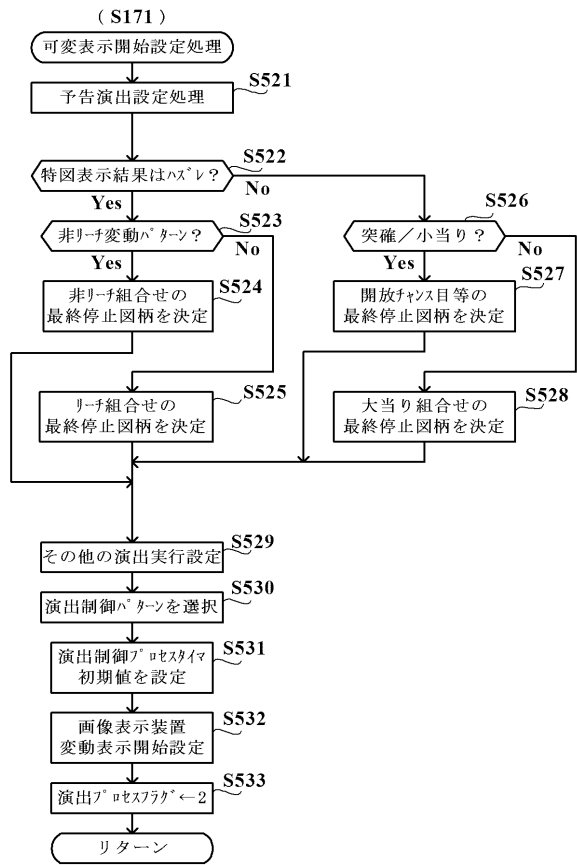 (S171)
可変表示開始設定処理
S521
予告演出設定処理
S522
特図表示結果はﾊｽﾞﾚ?
No
Yes
S523
非ﾘｰﾁ変動ﾊﾟﾀｰﾝ?
No
Yes
S524
非ﾘｰﾁ組合せの
最終停止図柄を決定
S525
ﾘｰﾁ組合せの
最終停止図柄を決定
S526
突確/小当り?
No
Yes
S527
開放ﾁｬﾝｽ目等の
最終停止図柄を決定
S528
大当り組合せの
最終停止図柄を決定
S529
その他の演出実行設定
S530
演出制御ﾊﾟﾀｰﾝを選択
S531
演出制御ﾌﾟﾛｾｽﾀｲﾏ
初期値を設定
S532
画像表示装置
変動表示開始設定
S533
演出ﾌﾟﾛｾｽﾌﾗｸﾞ←2
リターン